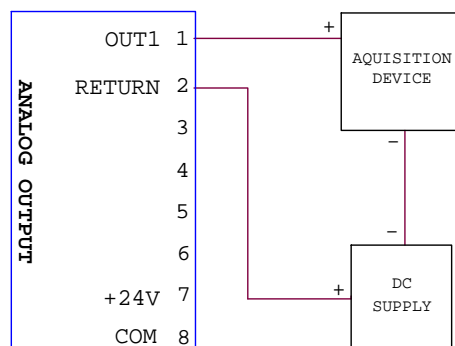 ANALOG OUTPUT
OUT1 1
RETURN 2
3
4
5
6
+24V 7
COM 8
+
AQUISITION
DEVICE
−
−
+
DC
SUPPLY